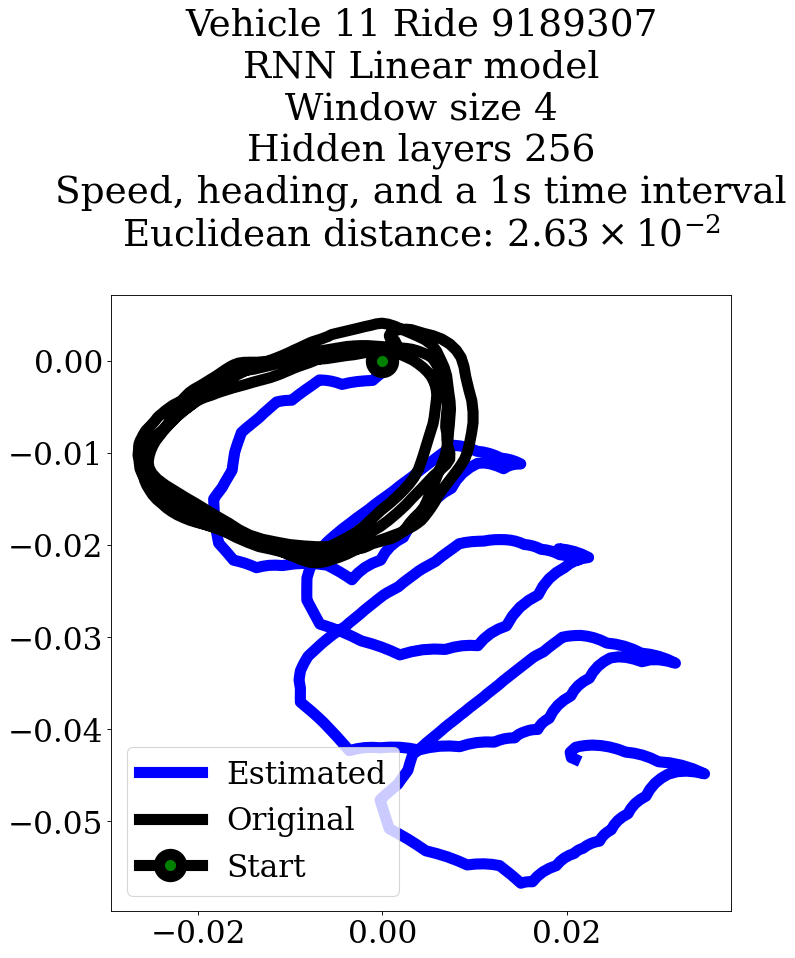 Vehicle 11 Ride 9189307
RNN Linear model
Window size 4
Hidden layers 256
Speed, heading, and a 1s time interval
Euclidean distance: 2.63 × 10⁻²
0.00
−0.01
−0.02
−0.03
−0.04
−0.05
Estimated
Original
Start
−0.02 0.00 0.02